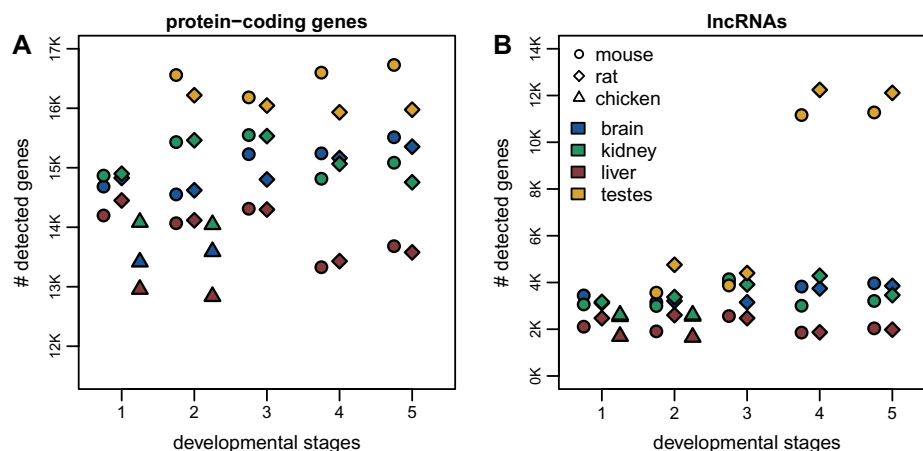 A
protein−coding genes
# detected genes
17K
16K
15K
14K
13K
12K
1 2 3 4 5
developmental stages
B
lncRNAs
# detected genes
14K
12K
10K
8K
6K
4K
2K
0K
mouse
rat
chicken
brain
kidney
liver
testes
1 2 3 4 5
developmental stages